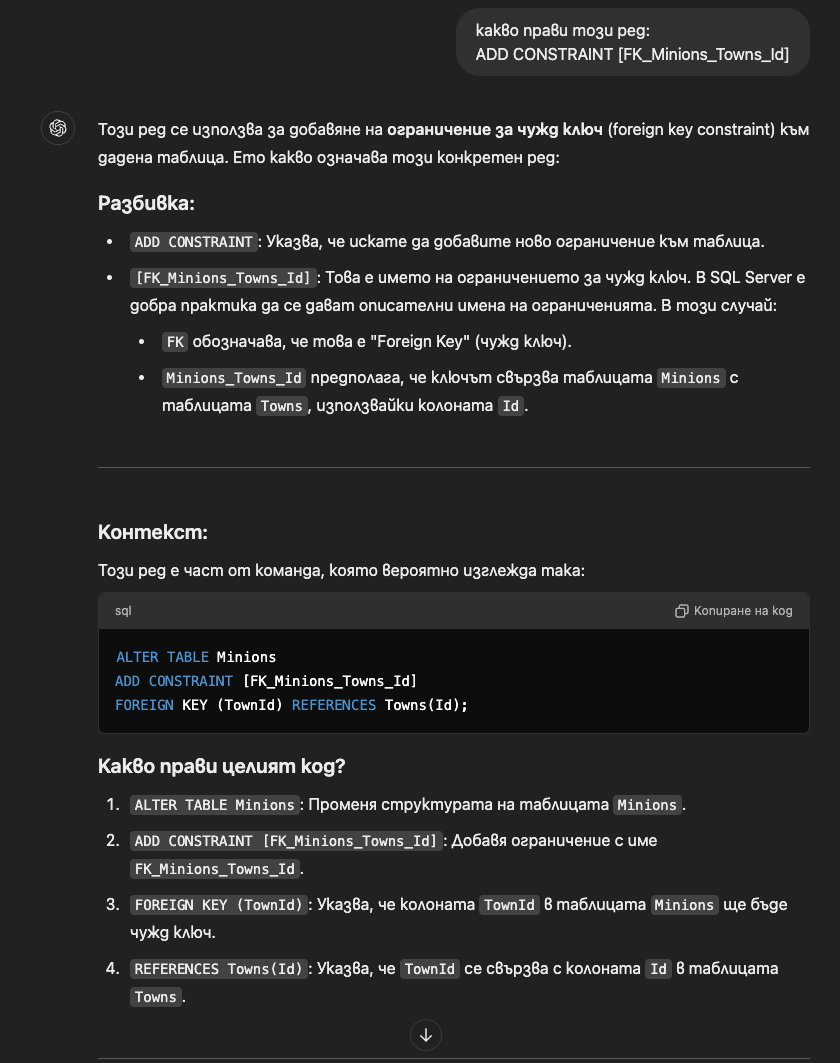 какво прави този ред:
ADD CONSTRAINT [FK_Minions_Towns_Id]
Този ред се използва за добавяне на ограничение за чужд ключ (foreign key constraint) към
дадена таблица. Ето какво означава този конкретен ред:
Разбивка:
• ADD CONSTRAINT: Указва, че искате да добавите ново ограничение към таблица.
• [FK_Minions_Towns_Id]: Това е името на ограничението за чужд ключ. В SQL Server е
добра практика да се дават описателни имена на ограниченията. В този случай:
• FK обозначава, че това е "Foreign Key" (чужд ключ).
• Minions_Towns_Id предполага, че ключът свързва таблицата Minions с
таблицата Towns, използвайки колоната Id.
Контекст:
Този ред е част от команда, която вероятно изглежда така:
sql
Копиране на код
ALTER TABLE Minions
ADD CONSTRAINT [FK_Minions_Towns_Id]
FOREIGN KEY (TownId) REFERENCES Towns(Id);
Какво прави целият код?
1. ALTER TABLE Minions: Променя структурата на таблицата Minions.
2. ADD CONSTRAINT [FK_Minions_Towns_Id]: Добавя ограничение с име
FK_Minions_Towns_Id.
3. FOREIGN KEY (TownId): Указва, че колоната TownId в таблицата Minions ще бъде
чужд ключ.
4. REFERENCES Towns(Id): Указва, че TownId се свързва с колоната Id в таблицата
Towns.